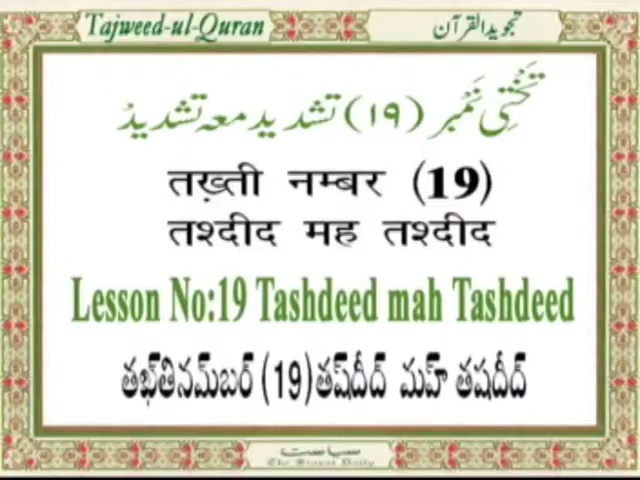 Tajweed-ul-Quran تجوید القرآن
تختی نمبر (۱۹) تشدید معہ تشدید
तख़्ती नम्बर (19)
तश्दीद मह तश्दीद
Lesson No:19 Tashdeed mah Tashdeed
తఖ్తినమ్‌బర్ (19) తష్‌దీద్ మహ్ తషదీద్
سیاست
The Siasat Daily